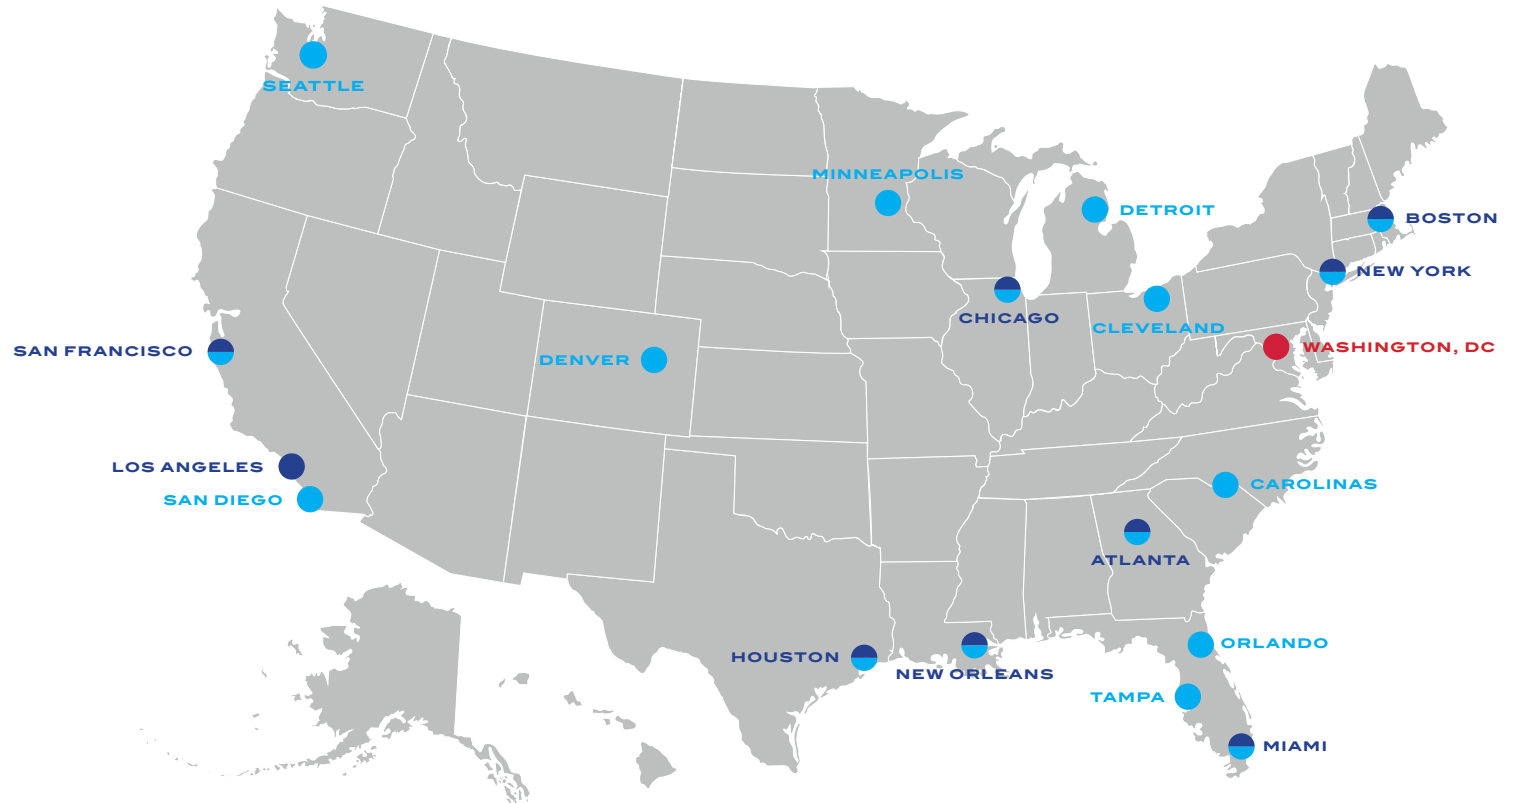 SEATTLE
MINNEAPOLIS
DETROIT
BOSTON
NEW YORK
CHICAGO
CLEVELAND
WASHINGTON, DC
SAN FRANCISCO
DENVER
LOS ANGELES
CAROLINAS
SAN DIEGO
ATLANTA
ORLANDO
HOUSTON
NEW ORLEANS
TAMPA
MIAMI